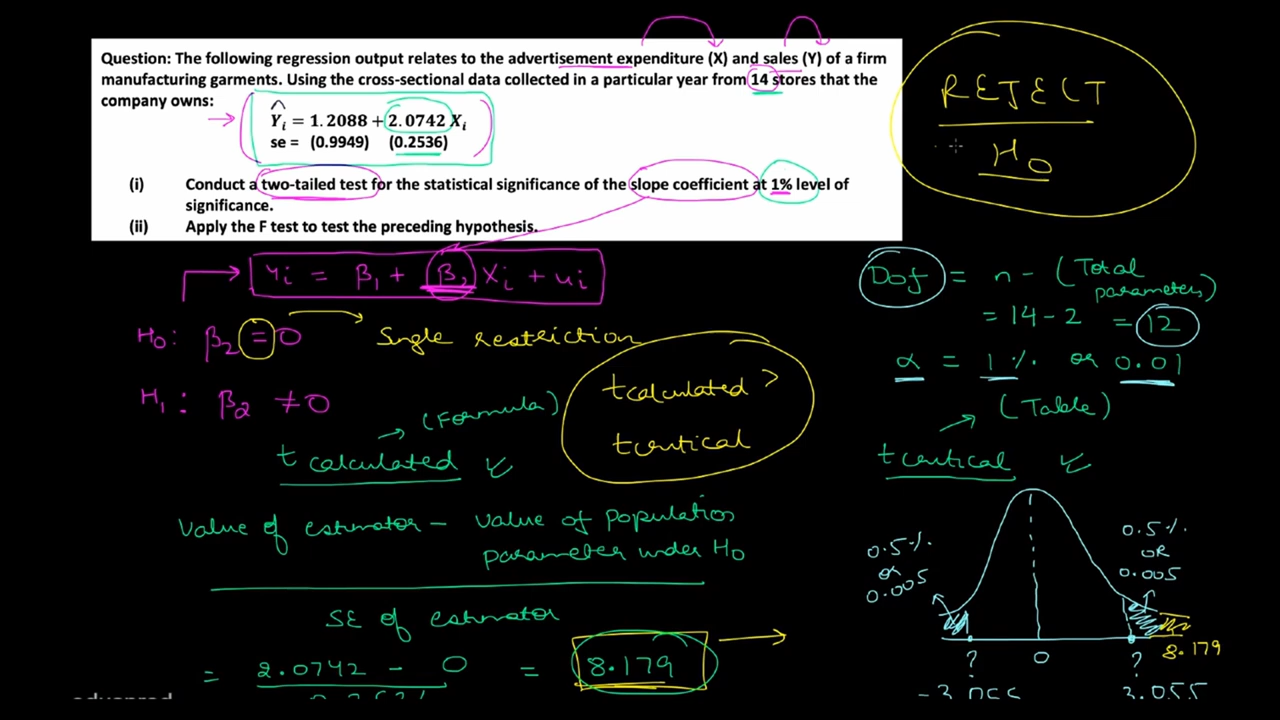 Question: The following regression output relates to the advertisement expenditure (X) and sales (Y) of a firm
manufacturing garments. Using the cross-sectional data collected in a particular year from 14 stores that the
company owns:
Ŷᵢ = 1.2088 + 2.0742 Xᵢ
se = (0.9949) (0.2536)
(i) Conduct a two-tailed test for the statistical significance of the slope coefficient at 1% level of
significance.
(ii) Apply the F test to test the preceding hypothesis.
REJECT
H₀
Yi = β₁ + β₂ Xi + ui
H₀: β₂ = 0 → Single restriction
H₁: β₂ ≠ 0
(Formula)
t calculated
tcalculated >
tcritical
Value of estimator – value of population
parameter under H₀
SE of estimator
= 2.0742 – 0 = 8.179
Dof = n - (Total
parameters)
= 14 - 2 = 12
α = 1% or 0.01
(Table)
tcritical
0.5%
or
0.005
0.5%
OR
0.005
8.179
? 0 ?
3.055